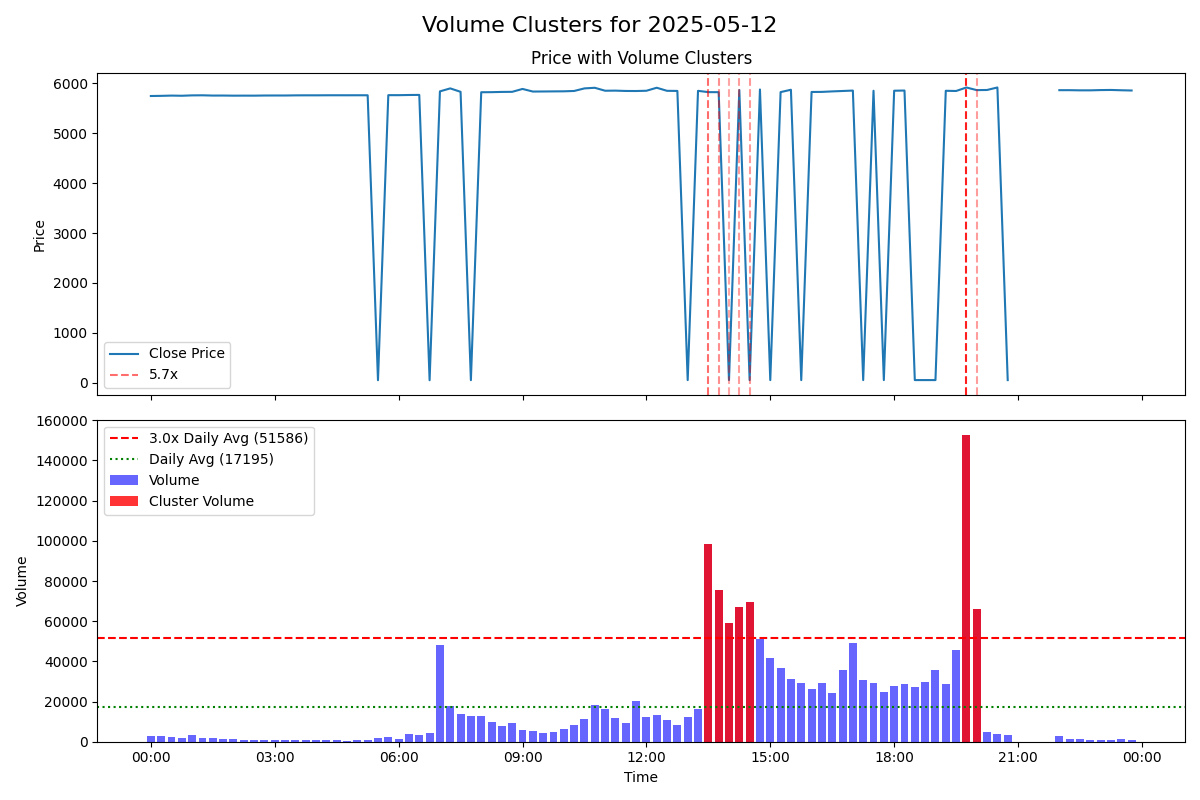 Volume Clusters for 2025-05-12
Price with Volume Clusters
6000
5000
4000
3000
2000
1000
0
Price
Close Price
5.7x
160000
140000
120000
100000
80000
60000
40000
20000
0
Volume
3.0x Daily Avg (51586)
Daily Avg (17195)
Volume
Cluster Volume
00:00 03:00 06:00 09:00 12:00 15:00 18:00 21:00 00:00
Time